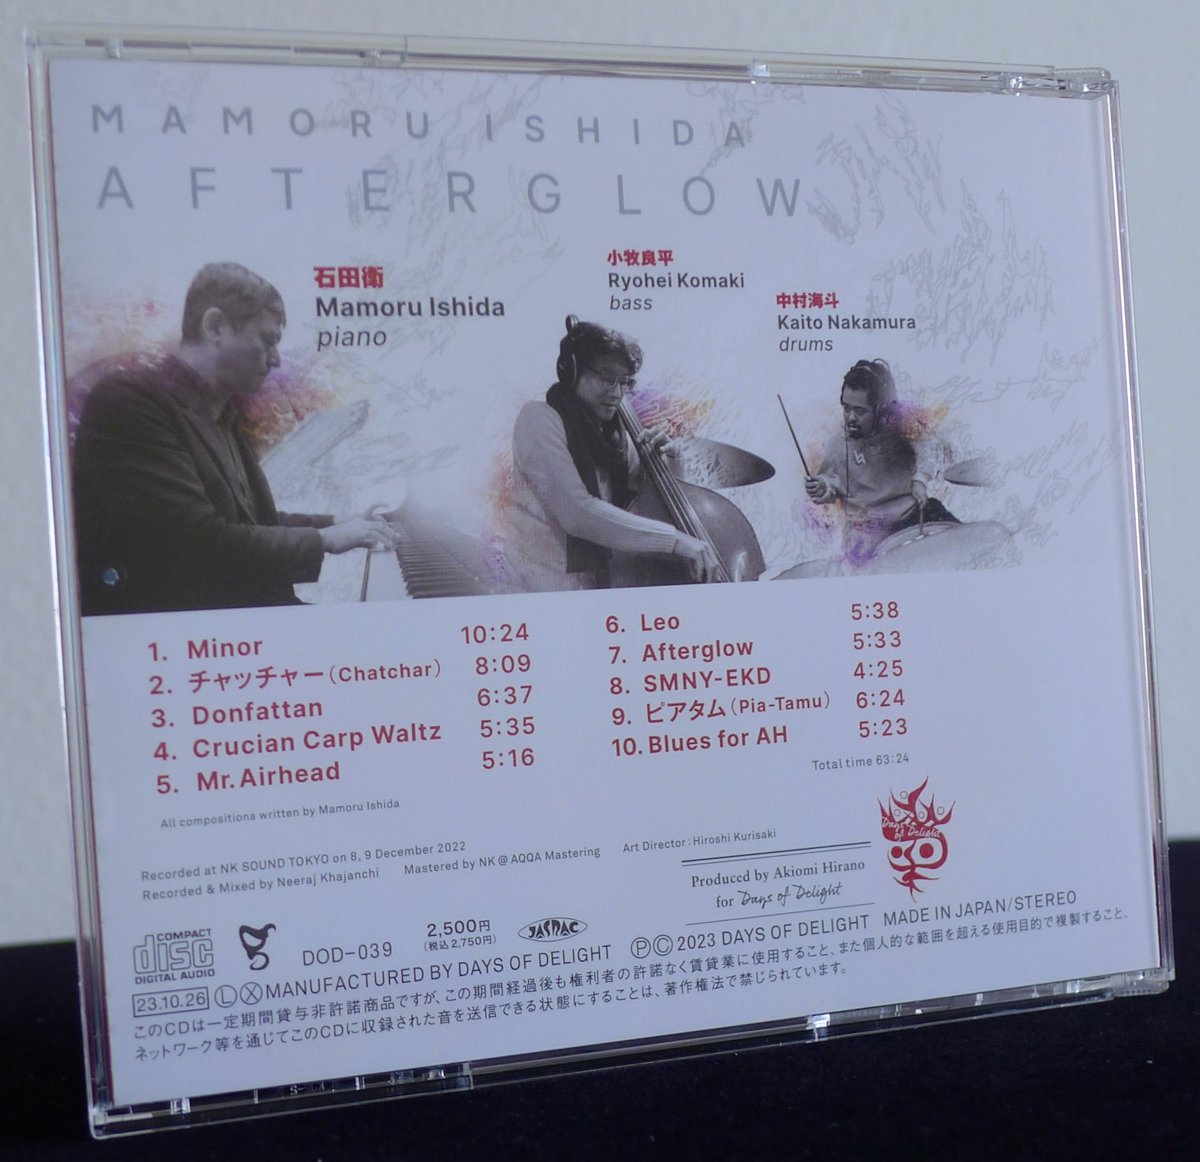 MAMORU ISHIDA
AFTERGLOW
石田衛
Mamoru Ishida
piano
小牧良平
Ryohei Komaki
bass
中村海斗
Kaito Nakamura
drums
1. Minor 10:24
2. チャッチャー(Chatchar) 8:09
3. Donfattan 6:37
4. Crucian Carp Waltz 5:35
5. Mr. Airhead 5:16
6. Leo 5:38
7. Afterglow 5:33
8. SMNY-EKD 4:25
9. ピアタム(Pia-Tamu) 6:24
10. Blues for AH 5:23
Total time 63:24
All compositions written by Mamoru Ishida
Recorded at NK SOUND TOKYO on 8, 9 December 2022
Recorded & Mixed by Neeraj Khajanchi Mastered by NK @ AQQA Mastering Art Director: Hiroshi Kurisaki
Produced by Akiomi Hirano
for Days of Delight
Days
of Delight
COMPACT
disc
DIGITAL AUDIO
DOD-039
2,500円
(税込2,750円)
JASRAC
23.10.26 ⓁⓍMANUFACTURED BY DAYS OF DELIGHT ⓅⒸ2023 DAYS OF DELIGHT MADE IN JAPAN/STEREO
このCDは一定期間貸与非許諾商品ですが、この期間経過後も権利者の許諾なく賃貸業に使用すること、また個人的な範囲を超える使用目的で複製すること、
ネットワーク等を通じてこのCDに収録された音を送信できる状態にすることは、著作権法で禁じられています。